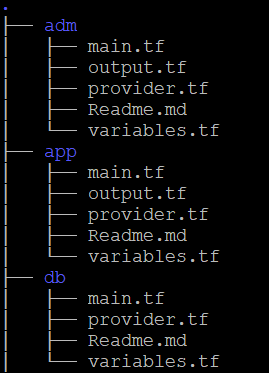 .
├── adm
│   ├── main.tf
│   ├── output.tf
│   ├── provider.tf
│   ├── Readme.md
│   └── variables.tf
├── app
│   ├── main.tf
│   ├── output.tf
│   ├── provider.tf
│   ├── Readme.md
│   └── variables.tf
├── db
│   ├── main.tf
│   ├── provider.tf
│   ├── Readme.md
│   └── variables.tf